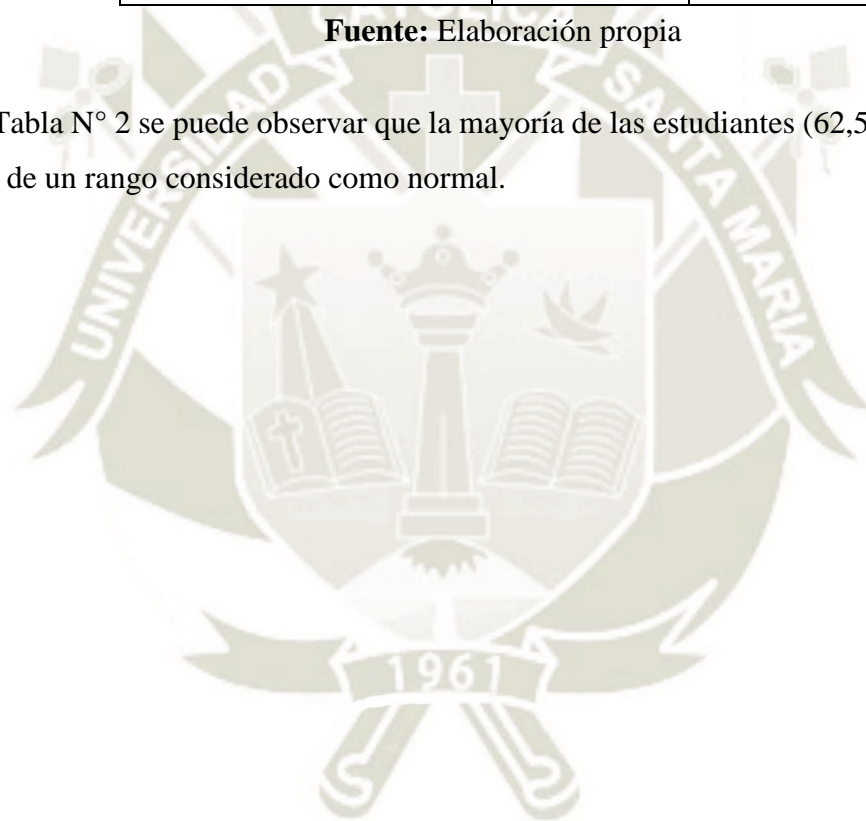 CATÓLICA
Fuente: Elaboración propia
UNIVERSIDAD
SANTA MARIA
Tabla N° 2 se puede observar que la mayoría de las estudiantes (62,5
de un rango considerado como normal.
1961